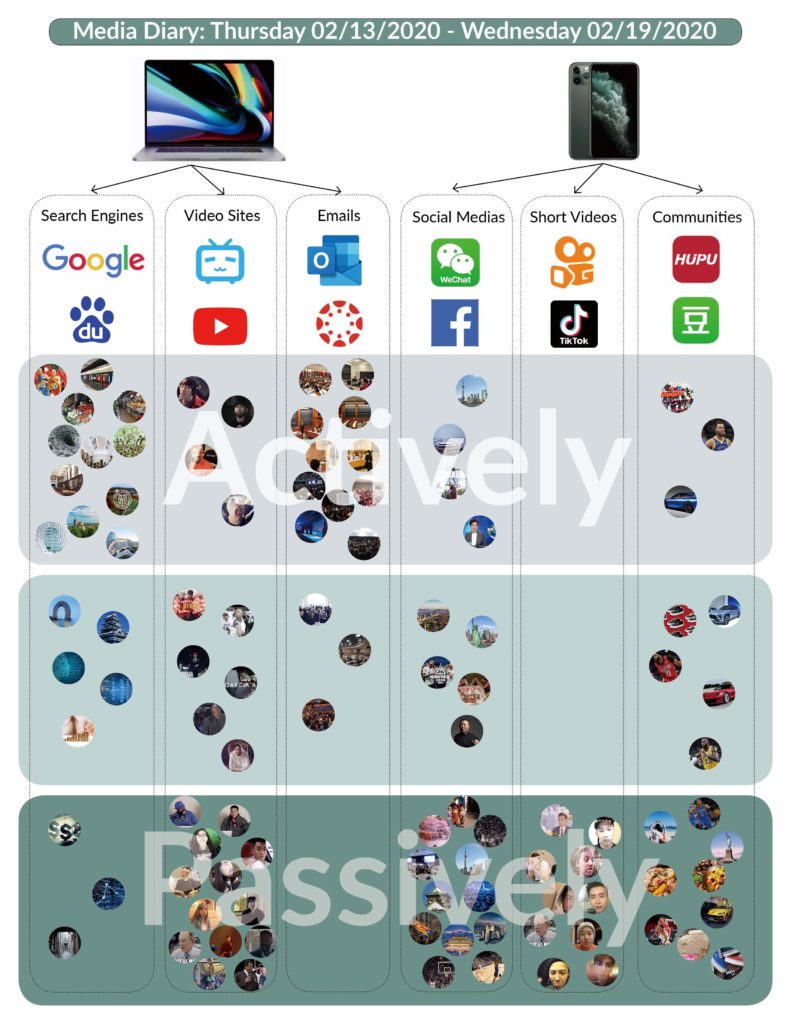 Media Diary: Thursday 02/13/2020 - Wednesday 02/19/2020
Search Engines
Video Sites
Emails
Social Medias
Short Videos
Communities
Google
O
WeChat
HUPU
du
f
TikTok
豆
Actively
GARCIA
$$
Passively